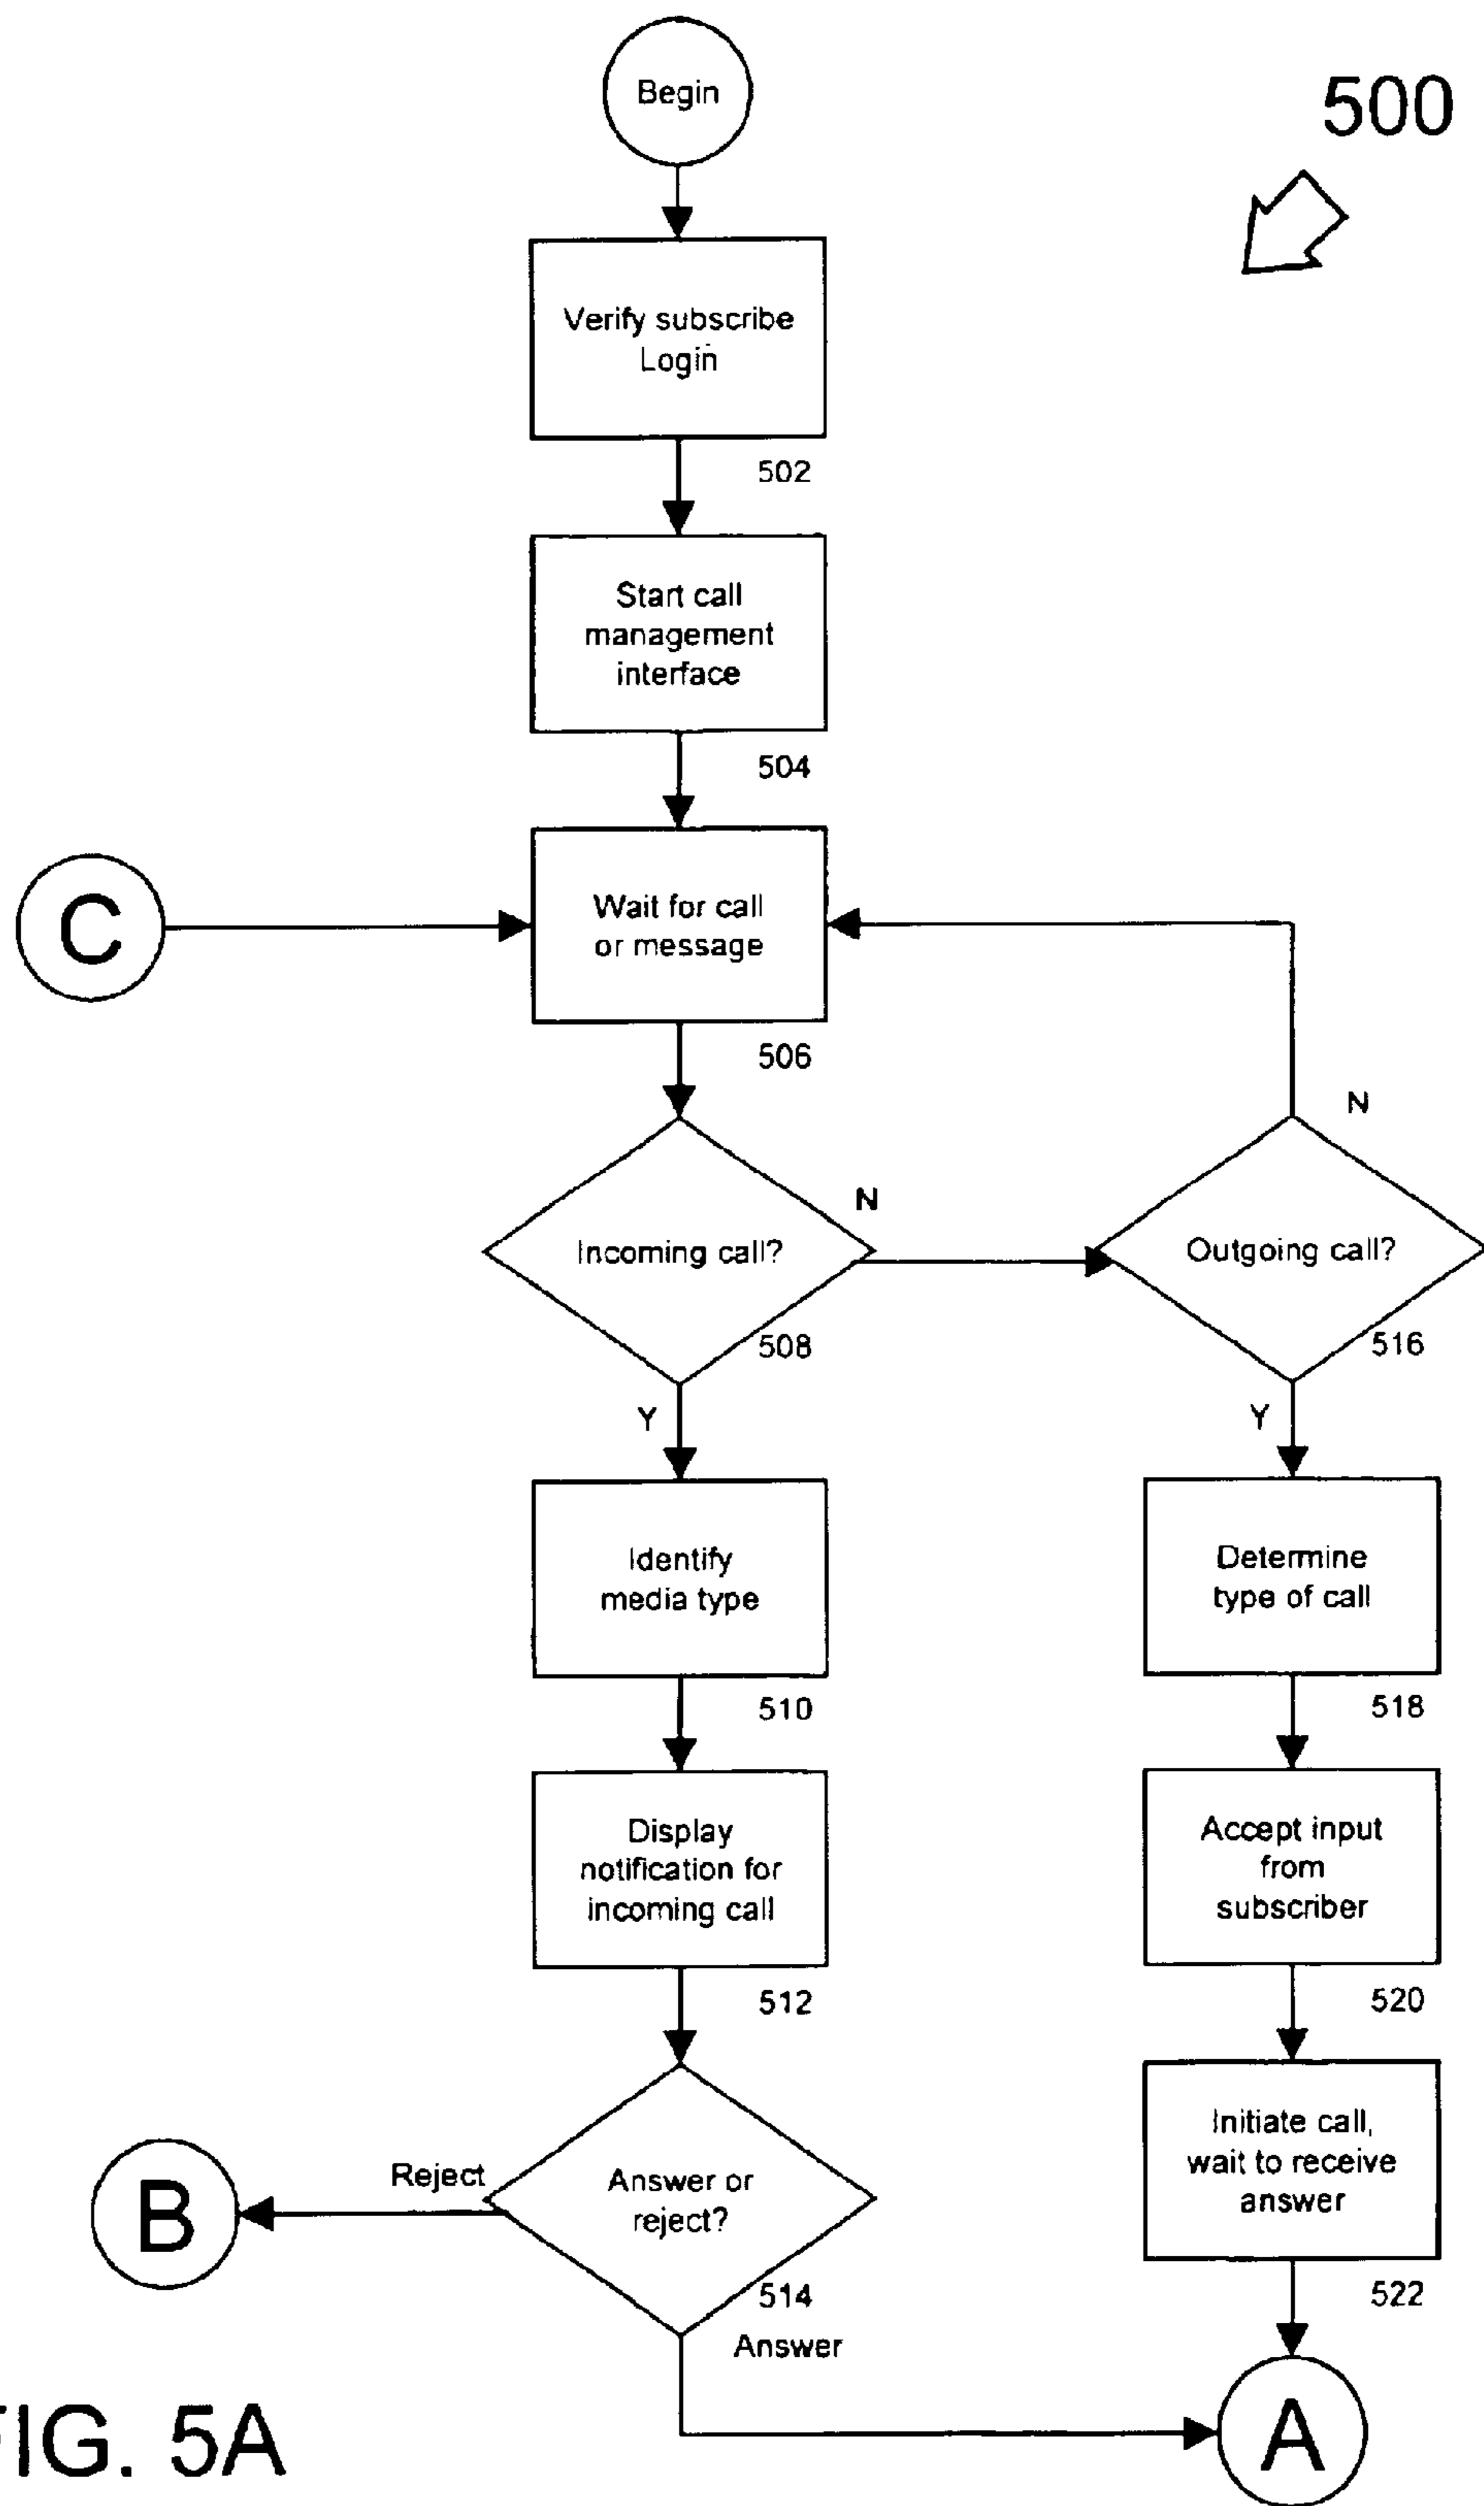 Begin
500
Verify subscribe
Login
502
Start call
management
interface
504
C
Wait for call
or message
506
N
N
Incoming call?
Outgoing call?
508
516
Y
Y
Identify
media type
Determine
type of call
510
518
Display
notification for
incoming call
Accept input
from
subscriber
512
520
Initiate call,
wait to receive
answer
B
Reject
Answer or
reject?
514
522
Answer
A
FIG. 5A